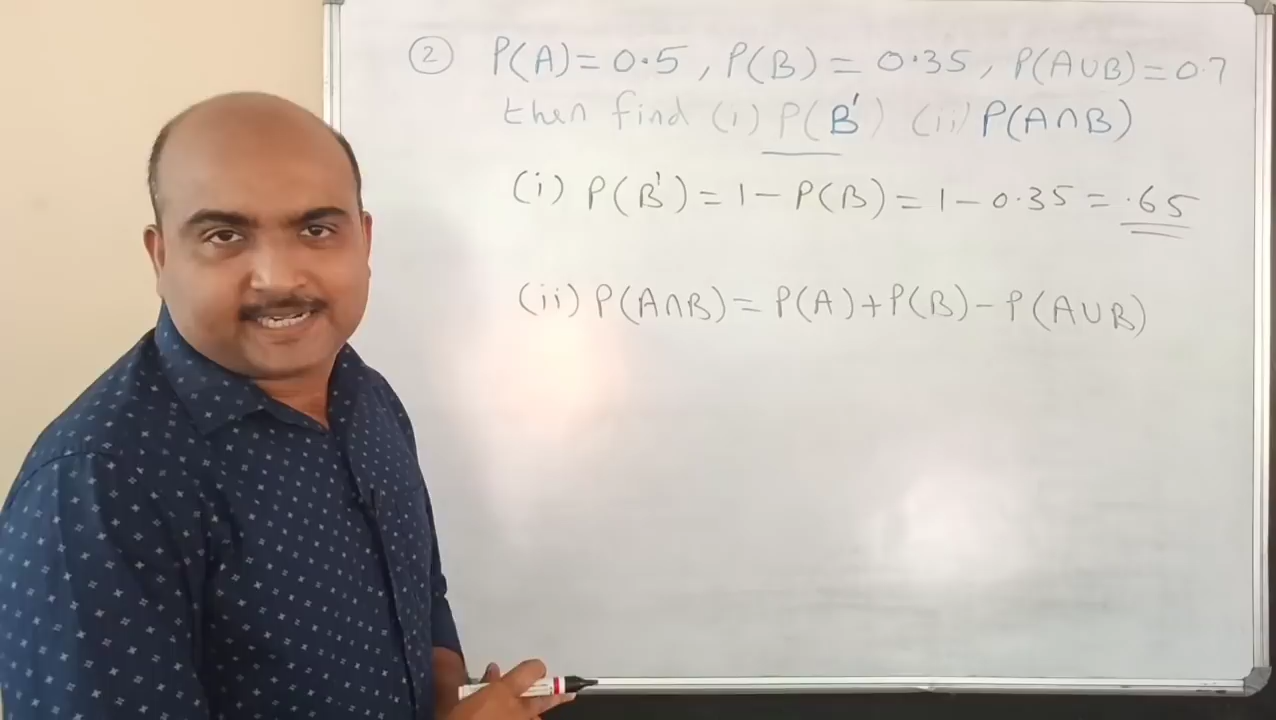 ② P(A)=0.5, P(B)=0.35, P(A∪B)=0.7
then find (i) P(B') (ii) P(A∩B)
(i) P(B')=1-P(B)=1-0.35=.65
(ii) P(A∩B)=P(A)+P(B)-P(A∪B)